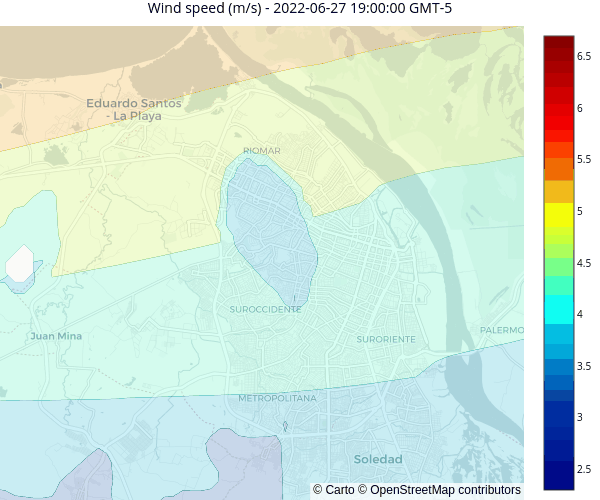 Wind speed (m/s) - 2022-06-27 19:00:00 GMT-5
Eduardo Santos
- La Playa
RIOMAR
SUROCCIDENTE
Juan Mina
SURORIENTE
PALERMO
METROPOLITANA
Soledad
© Carto © OpenStreetMap contributors
6.5
6
5.5
5
4.5
4
3.5
3
2.5